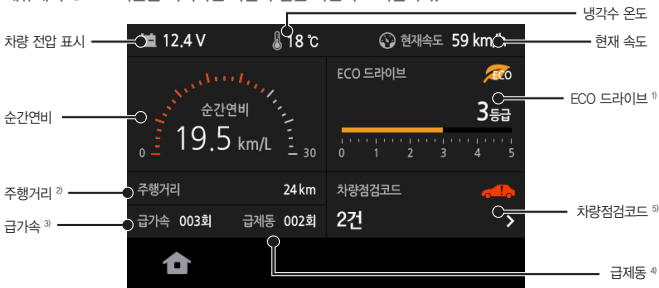 냉각수 온도
차량 전압 표시
12.4 V
18 ℃
현재속도 59 km/h
현재 속도
ECO 드라이브
ECO
3등급
ECO 드라이브 1)
순간연비
순간연비
19.5 km/L
0
30
0 1 2 3 4 5
주행거리 2)
주행거리 24 km
차량점검코드
급가속 3)
급가속 003회 급제동 002회
2건
차량점검코드 5)
급제동 4)